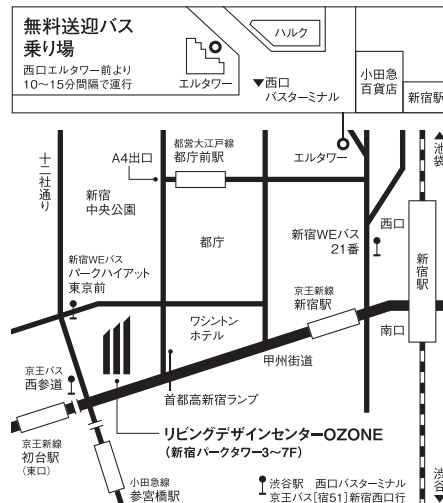 無料送迎バス
乗り場
西口エルタワー前より
10〜15分間隔で運行
ハルク
エルタワー
▼西口
バスターミナル
小田急
百貨店
新宿駅
十二社通り
A4出口
都営大江戸線
都庁前駅
エルタワー
▲池袋
新宿
中央公園
都庁
新宿WEバス
21番
西口
新宿駅
新宿WEバス
パークハイアット
東京前
京王新線
新宿駅
ワシントン
ホテル
南口
甲州街道
京王バス
西参道
首都高新宿ランプ
リビングデザインセンターOZONE
(新宿パークタワー3〜7F)
京王新線
初台駅
(東口)
小田急線
参宮橋駅
渋谷駅 西口バスターミナル
京王バス[宿51]新宿西口行
渋谷▼